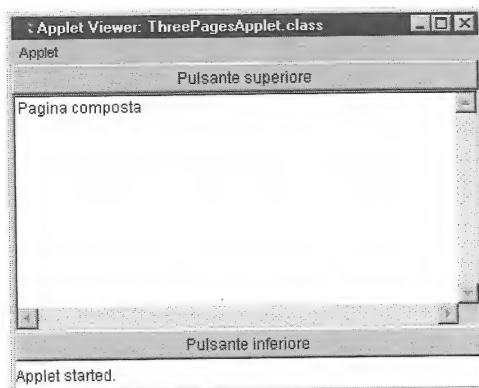 Applet Viewer: ThreePagesApplet.class
Applet
Pulsante superiore
Pagina composta
Pulsante inferiore
Applet started.